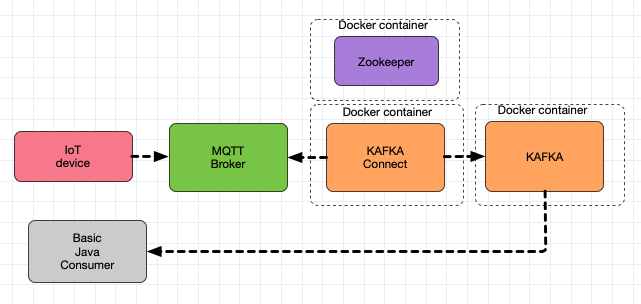 Docker container
Zookeeper
Docker container
Docker container
IoT
device
MQTT
Broker
KAFKA
Connect
KAFKA
Basic
Java
Consumer